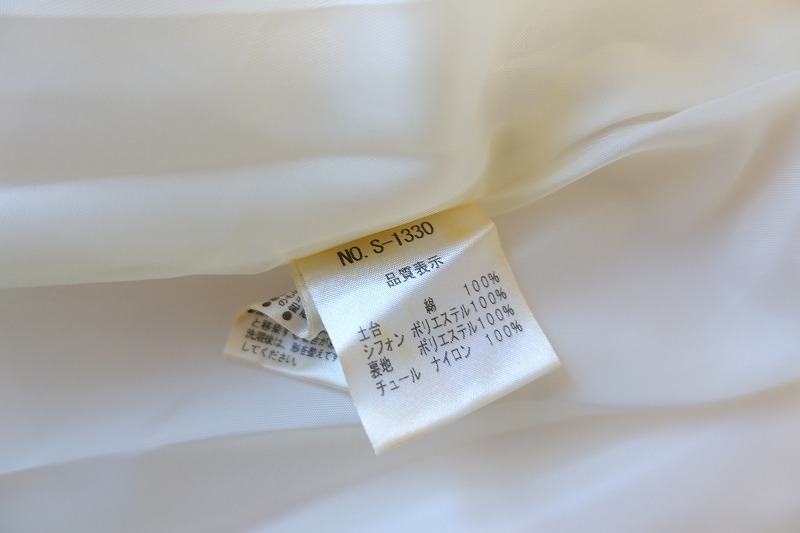 NO. S-1330
品質表示
土台 綿 100%
シフォン ポリエステル100%
裏地 ポリエステル100%
チュール ナイロン 100%
してください。